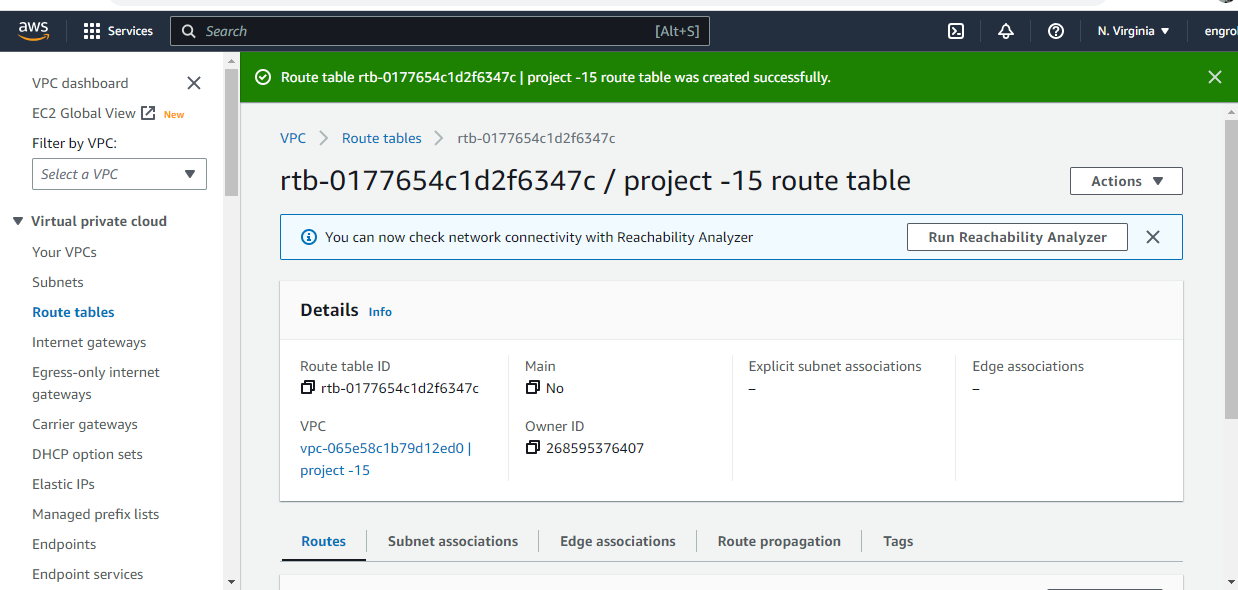 aws
Services
Search [Alt+S]
N. Virginia
VPC dashboard
EC2 Global View New
Filter by VPC:
Select a VPC
Virtual private cloud
Your VPCs
Subnets
Route tables
Internet gateways
Egress-only internet
gateways
Carrier gateways
DHCP option sets
Elastic IPs
Managed prefix lists
Endpoints
Endpoint services
Route table rtb-0177654c1d2f6347c | project -15 route table was created successfully.
VPC Route tables rtb-0177654c1d2f6347c
rtb-0177654c1d2f6347c / project -15 route table
Actions
You can now check network connectivity with Reachability Analyzer
Run Reachability Analyzer
Details Info
Route table ID
rtb-0177654c1d2f6347c
Main
No
Explicit subnet associations
–
Edge associations
–
VPC
vpc-065e58c1b79d12ed0 |
project -15
Owner ID
268595376407
Routes Subnet associations Edge associations Route propagation Tags